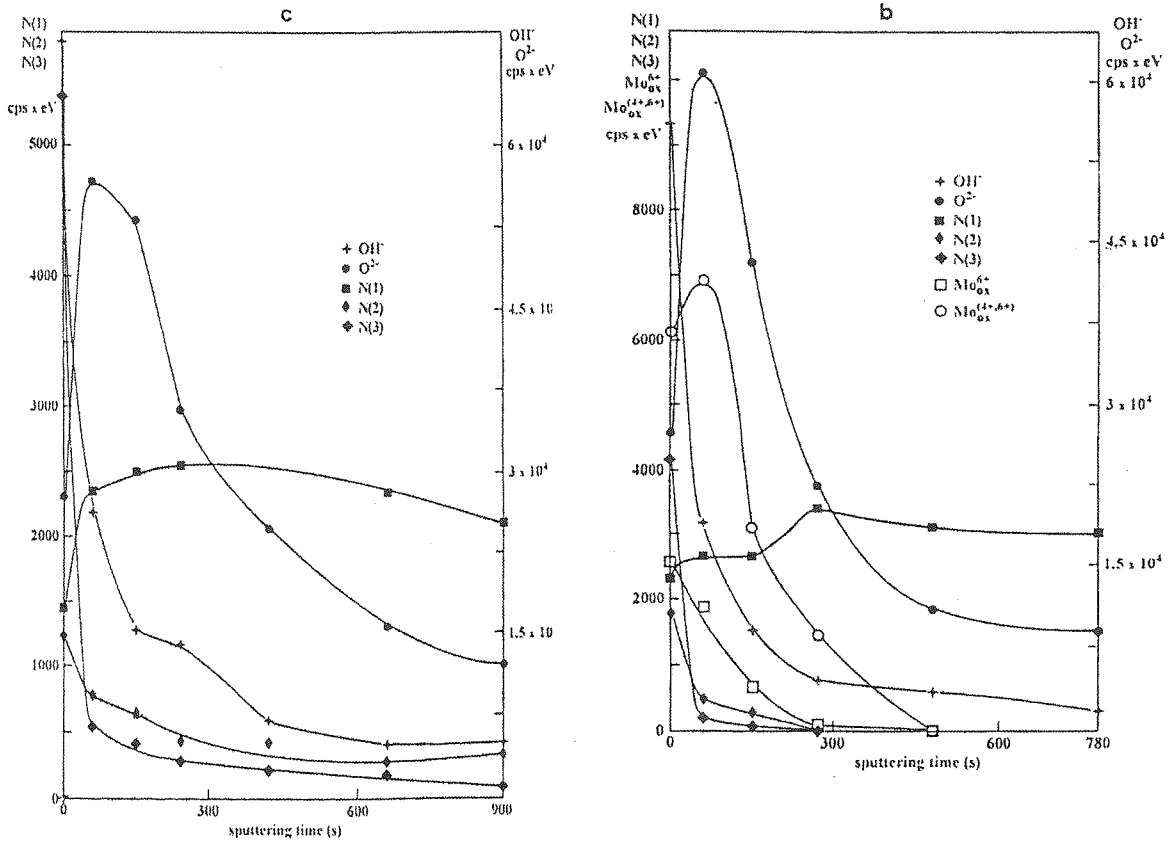 c
N(1)
N(2)
N(3)
cps x eV
5000
4000
3000
2000
1000
0
OH⁻
O²⁻
cps x eV
6 x 10⁴
4.5 x 10
3 x 10⁴
1.5 x 10
OH⁻
O²⁻
N(1)
N(2)
N(3)
0
300
600
900
sputtering time (s)
b
N(1)
N(2)
N(3)
Mo⁶⁺ox
Mo(4+,6+)ox
cps x eV
8000
6000
4000
2000
0
OH⁻
O²⁻
cps x eV
6 x 10⁴
4.5 x 10⁴
3 x 10⁴
1.5 x 10⁴
OH⁻
O²⁻
N(1)
N(2)
N(3)
Mo⁶⁺ox
Mo(4+,6+)ox
0
300
600
780
sputtering time (s)